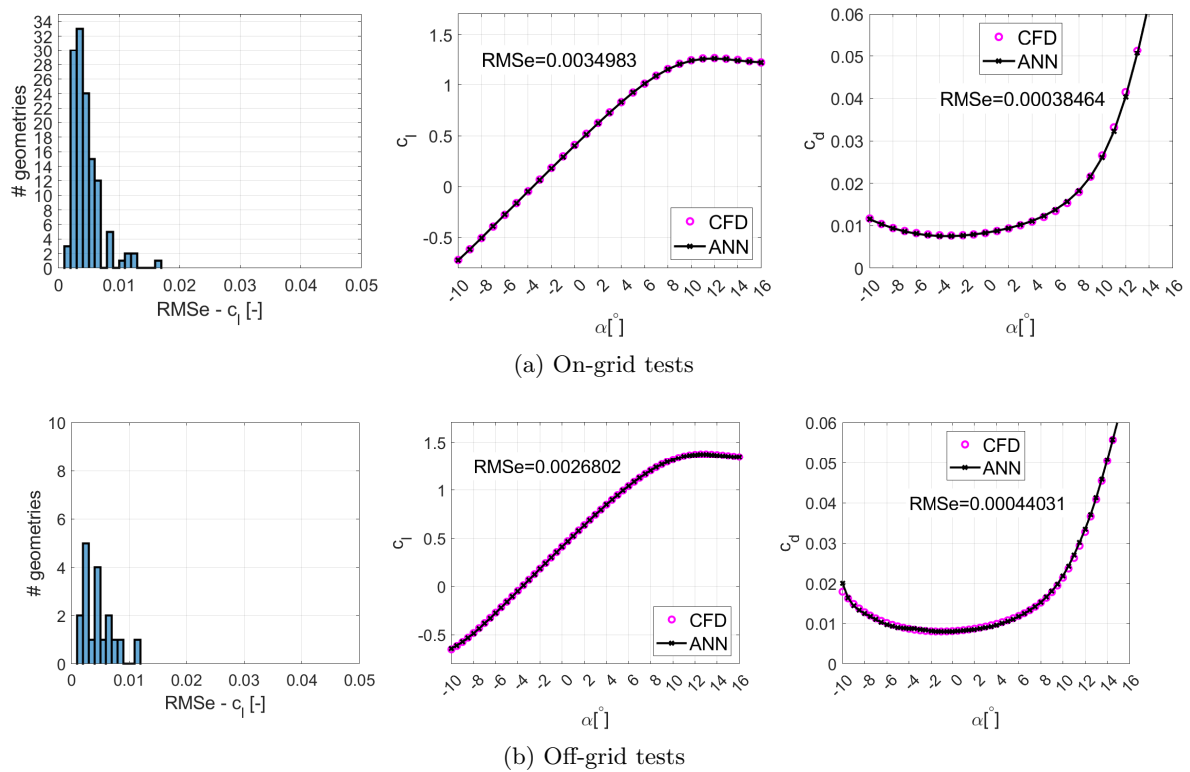 34
32
30
28
26
24
22
20
18
16
14
12
10
8
6
4
2
0
# geometries
0 0.01 0.02 0.03 0.04 0.05
RMSe - c_l [-]
1.5
1
0.5
0
-0.5
c_l
RMSe=0.0034983
CFD
ANN
-10 -8 -6 -4 -2 0 2 4 6 8 10 12 14 16
α[°]
0.06
0.05
0.04
0.03
0.02
0.01
0
c_d
CFD
ANN
RMSe=0.00038464
-10 -8 -6 -4 -2 0 2 4 6 8 10 12 14 16
α[°]
(a) On-grid tests
10
8
6
4
2
0
# geometries
0 0.01 0.02 0.03 0.04 0.05
RMSe - c_l [-]
1.5
1
0.5
0
-0.5
c_l
RMSe=0.0026802
CFD
ANN
-10 -8 -6 -4 -2 0 2 4 6 8 10 12 14 16
α[°]
0.06
0.05
0.04
0.03
0.02
0.01
0
c_d
CFD
ANN
RMSe=0.00044031
-10 -8 -6 -4 -2 0 2 4 6 8 10 12 14 16
α[°]
(b) Off-grid tests